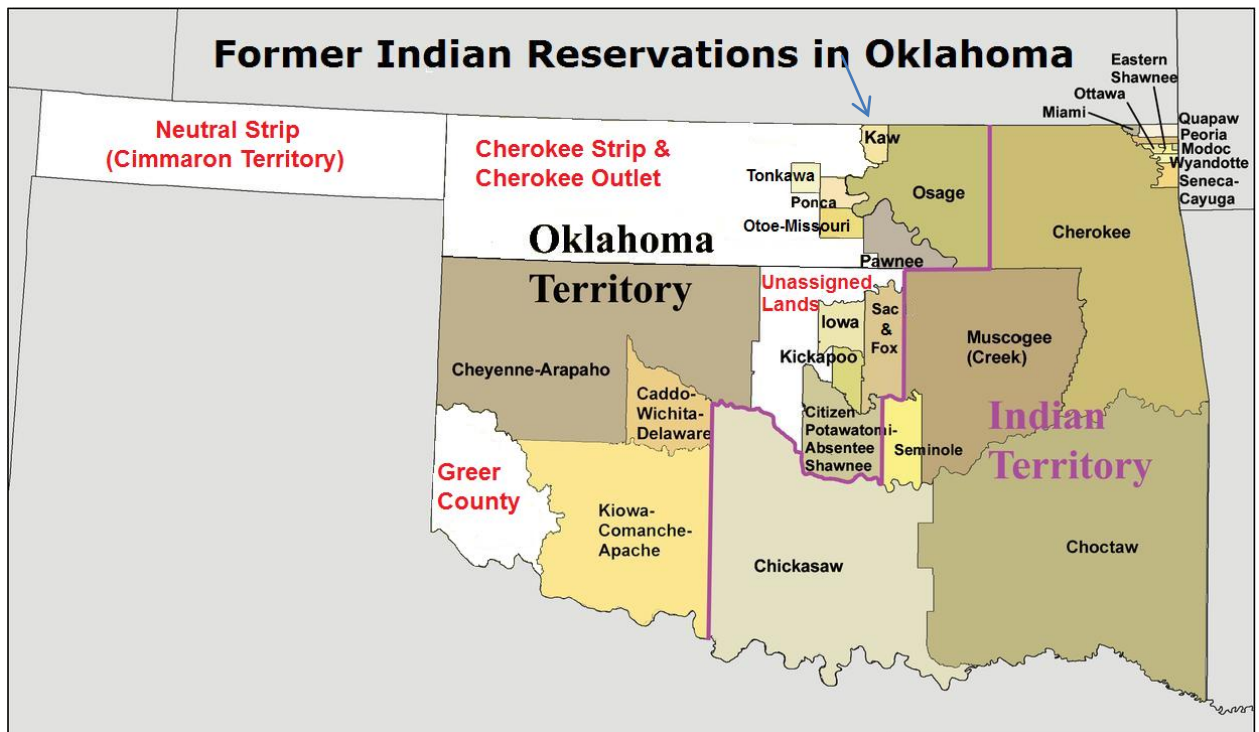 Former Indian Reservations in Oklahoma
Neutral Strip
(Cimmaron Territory)
Cherokee Strip &
Cherokee Outlet
Kaw
Tonkawa
Ponca
Otoe-Missouri
Osage
Pawnee
Eastern
Shawnee
Ottawa
Miami
Quapaw
Peoria
Modoc
Wyandotte
Seneca-
Cayuga
Cherokee
Oklahoma
Territory
Unassigned
Lands
Iowa
Sac
&
Fox
Kickapoo
Muscogee
(Creek)
Cheyenne-Arapaho
Caddo-
Wichita-
Delaware
Citizen
Potawatomi-
Absentee
Shawnee
Seminole
Indian
Territory
Greer
County
Kiowa-
Comanche-
Apache
Chickasaw
Choctaw